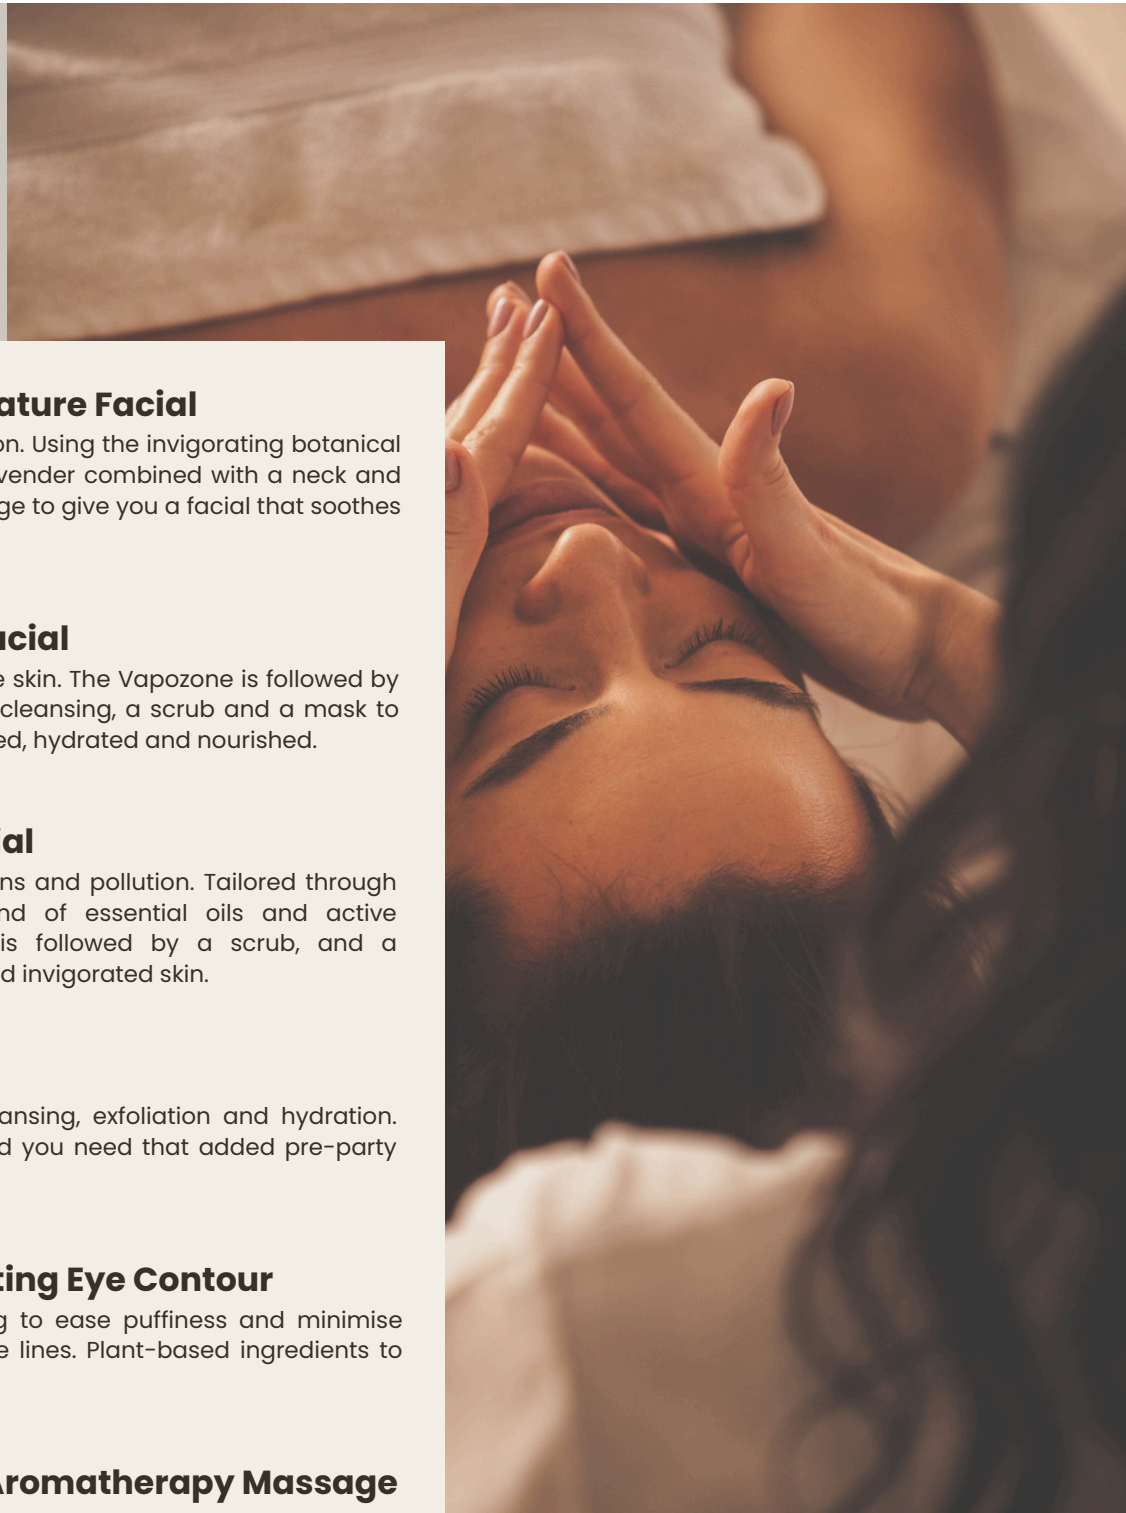 ature Facial
on. Using the invigorating botanical
vender combined with a neck and
ge to give you a facial that soothes
acial
e skin. The Vapozone is followed by
cleansing, a scrub and a mask to
ed, hydrated and nourished.
ial
ns and pollution. Tailored through
nd of essential oils and active
is followed by a scrub, and a
d invigorated skin.
ansing, exfoliation and hydration.
d you need that added pre-party
ting Eye Contour
g to ease puffiness and minimise
e lines. Plant-based ingredients to
Aromatherapy Massage